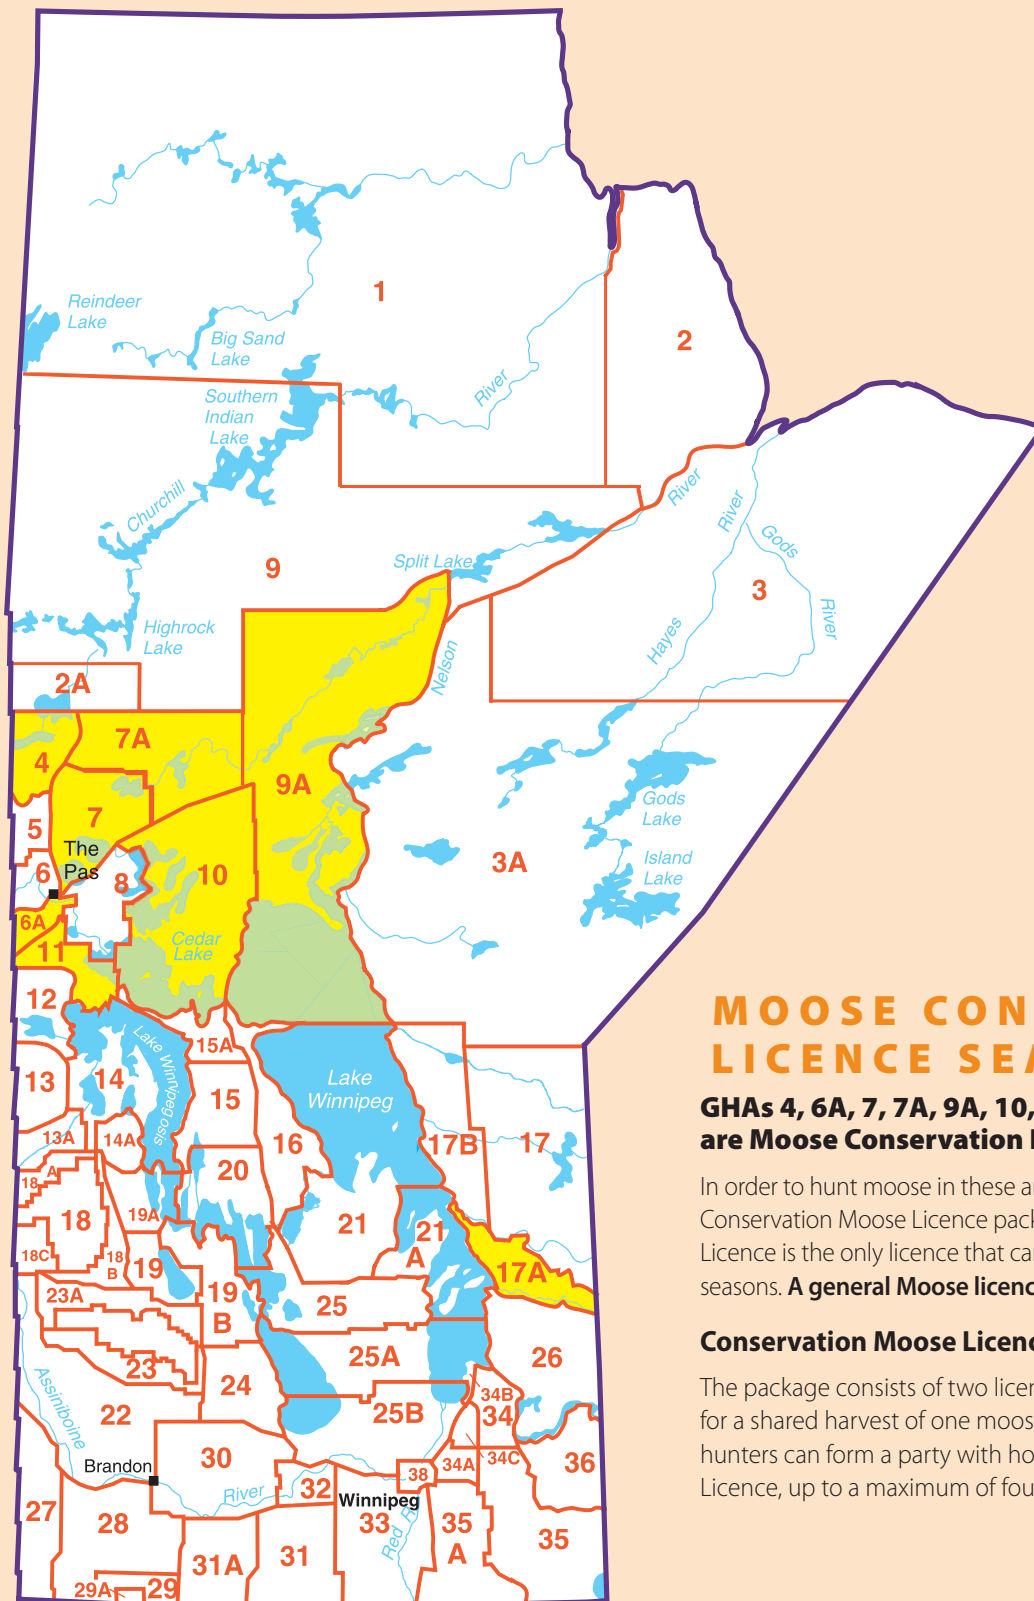 1
2
Reindeer
Lake
Big Sand
Lake
Southern
Indian
Lake
River
River
River
Churchill
Gods
Split Lake
9
3
River
Hayes
Highrock
Lake
Nelson
2A
7A
4
9A
7
Gods
Lake
5
The
Pas
3A
Island
Lake
6
8
10
6A
Cedar
Lake
11
12
Lake Winnipegosis
15A
13
14
Lake
Winnipeg
15
13A
14A
16
17B
17
18
A
20
19A
18
21
21
A
18C
18
B
19
17A
23A
19
B
25
23
25A
26
24
34B
Assiniboine
22
25B
34
30
34A
34C
36
Brandon
38
32
River
Winnipeg
27
28
33
35
A
35
Red
31A
31
29A
29
MOOSE CON
LICENCE SEA
GHAs 4, 6A, 7, 7A, 9A, 10,
are Moose Conservation
In order to hunt moose in these
Conservation Moose Licence
Licence is the only licence that
seasons. A general Moose
Conservation Moose
The package consists of two
for a shared harvest of one
hunters can form a party with
Licence, up to a maximum of